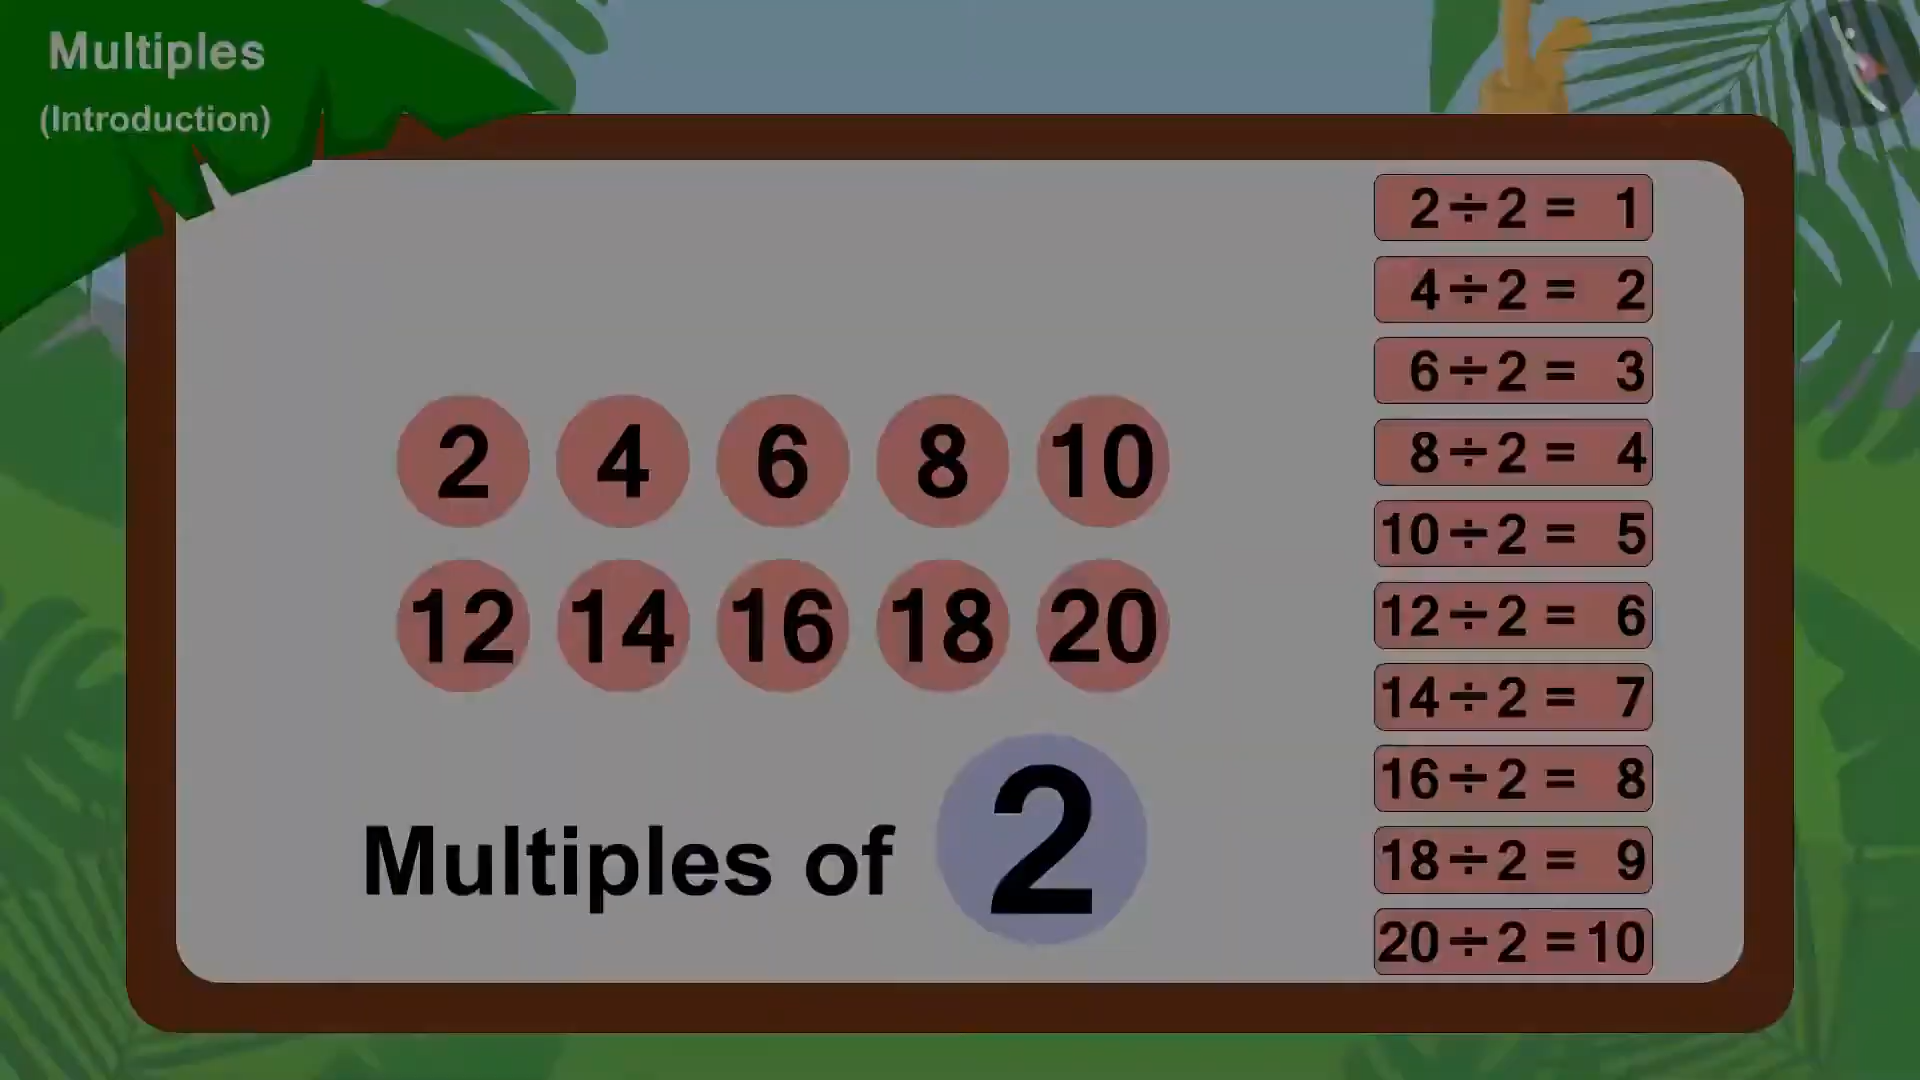 Multiples
(Introduction)
2 4 6 8 10
12 14 16 18 20
Multiples of 2
2÷2 = 1
4÷2 = 2
6÷2 = 3
8÷2 = 4
10÷2 = 5
12÷2 = 6
14÷2 = 7
16÷2 = 8
18÷2 = 9
20÷2 =10